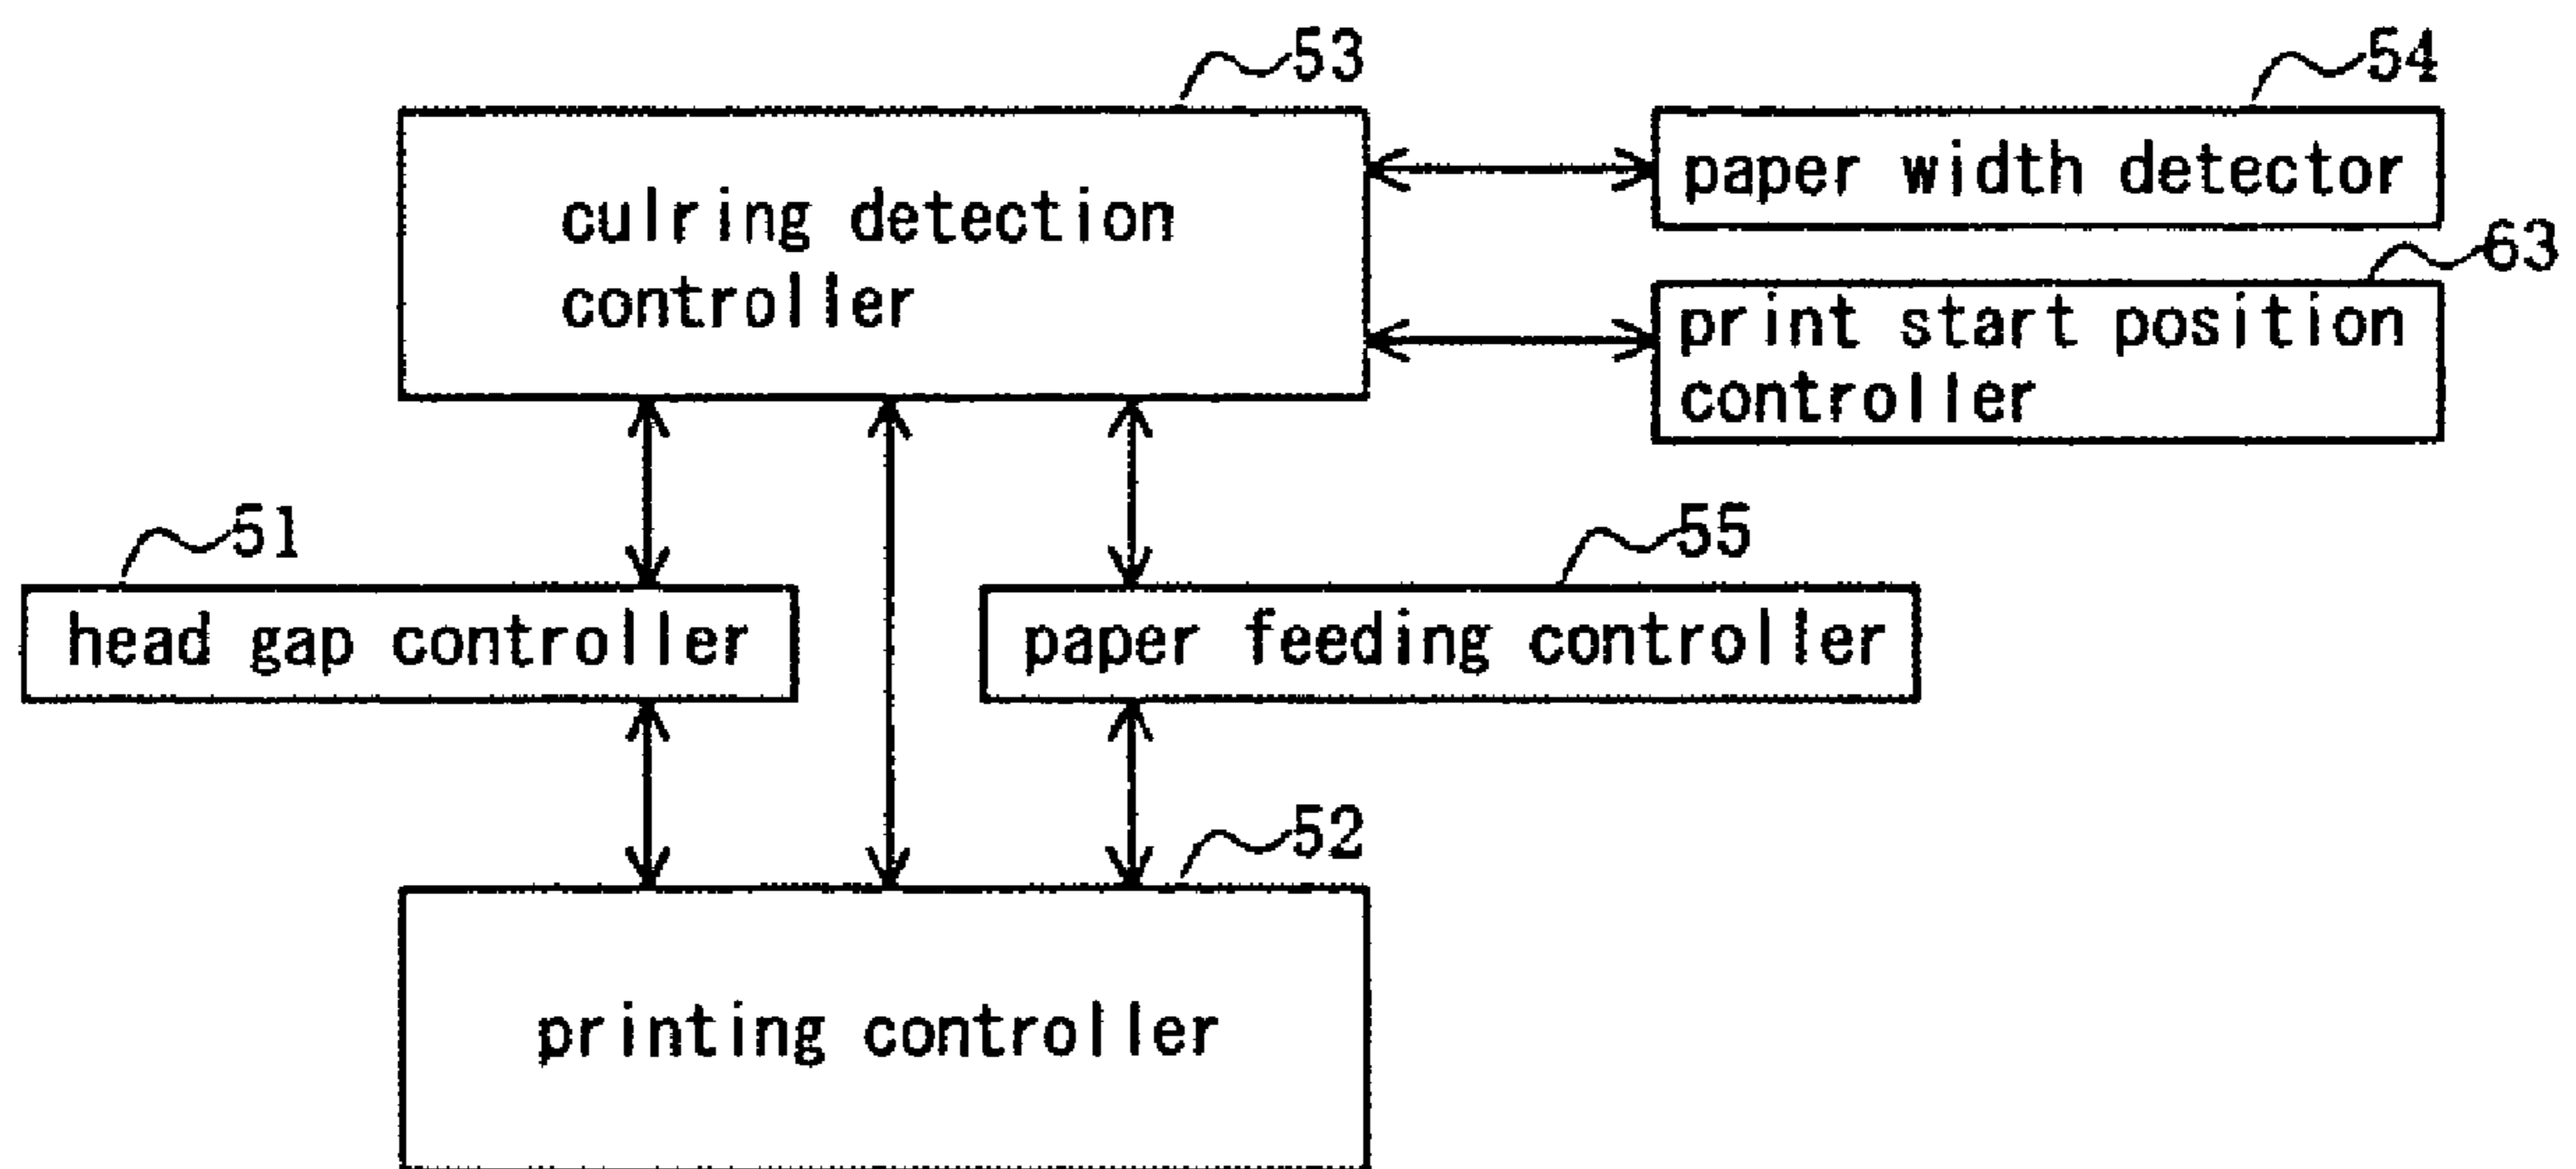 53
54
culring detection
controller
paper width detector
63
print start position
controller
51
55
head gap controller
paper feeding controller
52
printing controller